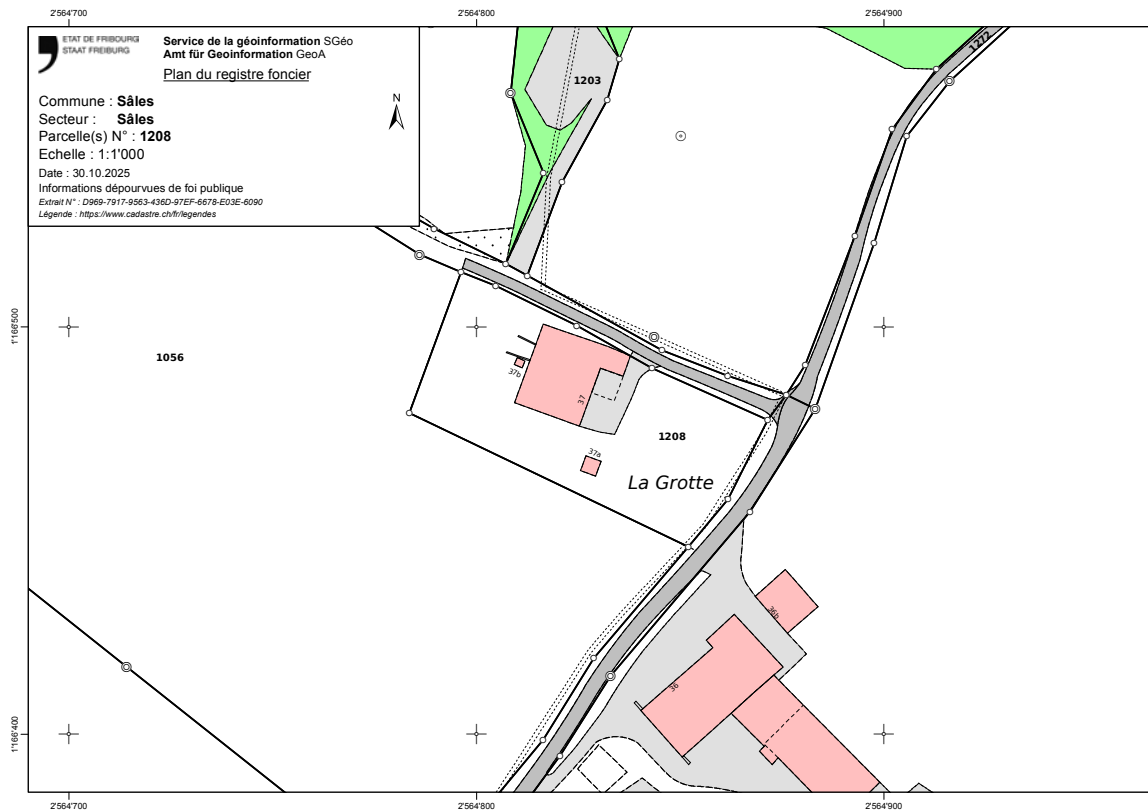 2'564'700
2'564'800
2'564'900
ETAT DE FRIBOURG
STAAT FREIBURG
Service de la géoinformation SGéo
Amt für Geoinformation GeoA
Plan du registre foncier
Commune : Sâles
Secteur : Sâles
Parcelle(s) N° : 1208
Echelle : 1:1'000
Date : 30.10.2025
Informations dépourvues de foi publique
Extrait N° : D969-7917-9563-436D-97EF-6678-E03E-6090
Légende : https://www.cadastre.ch/fr/legendes
N
1272
1203
1'166'500
1056
37b
37
1208
37a
La Grotte
36b
36
1'166'400
2'564'700
2'564'800
2'564'900